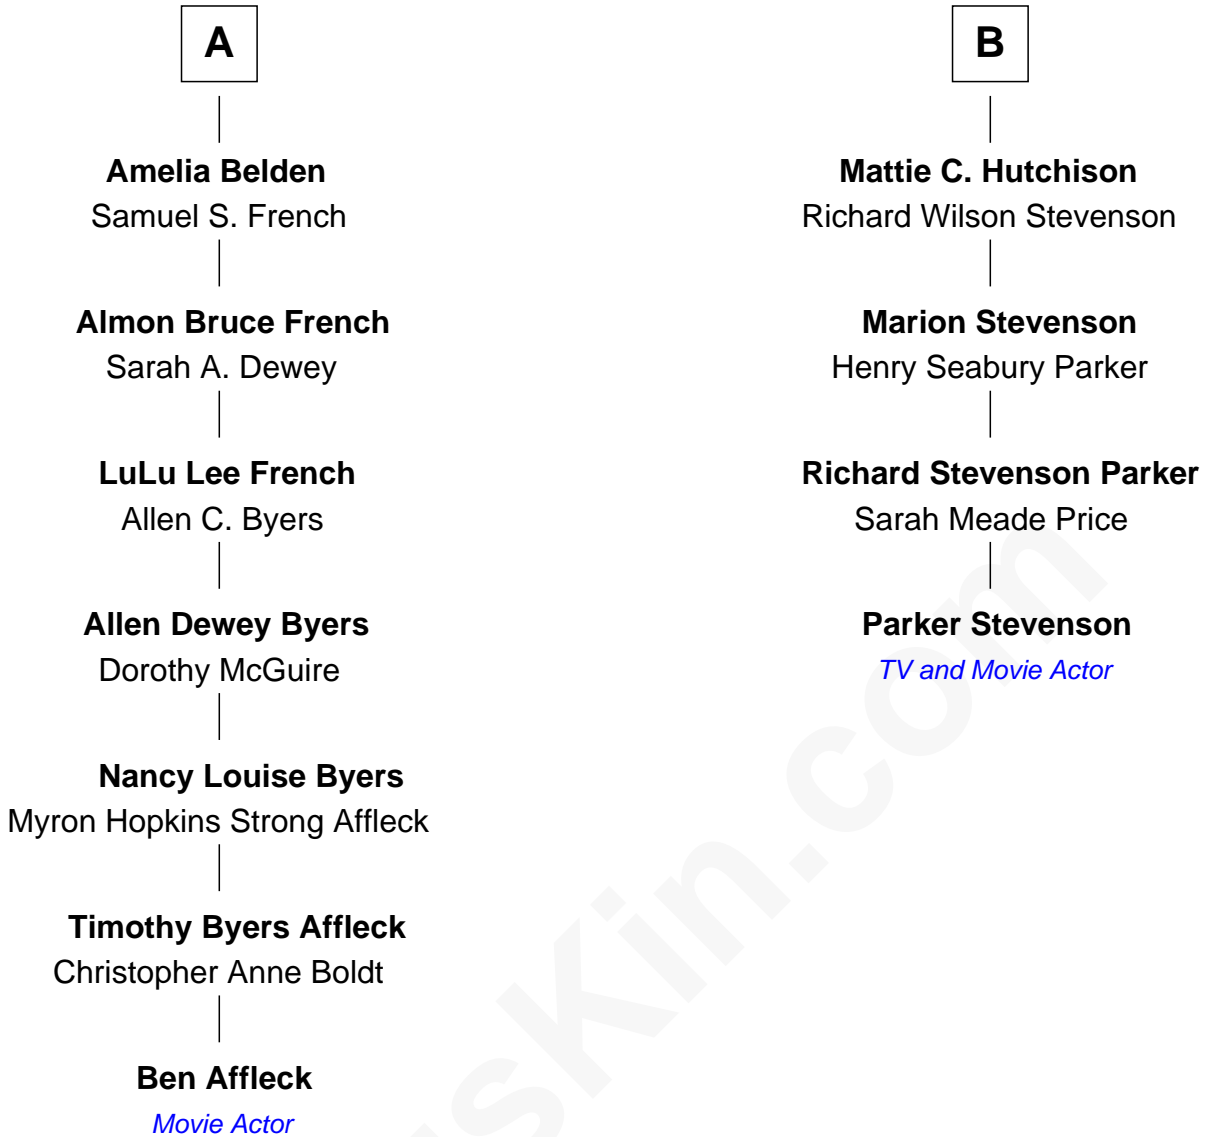 A
Amelia Belden
Samuel S. French
Almon Bruce French
Sarah A. Dewey
LuLu Lee French
Allen C. Byers
Allen Dewey Byers
Dorothy McGuire
Nancy Louise Byers
Myron Hopkins Strong Affleck
Timothy Byers Affleck
Christopher Anne Boldt
Ben Affleck
Movie Actor
B
Mattie C. Hutchison
Richard Wilson Stevenson
Marion Stevenson
Henry Seabury Parker
Richard Stevenson Parker
Sarah Meade Price
Parker Stevenson
TV and Movie Actor
sKin.com